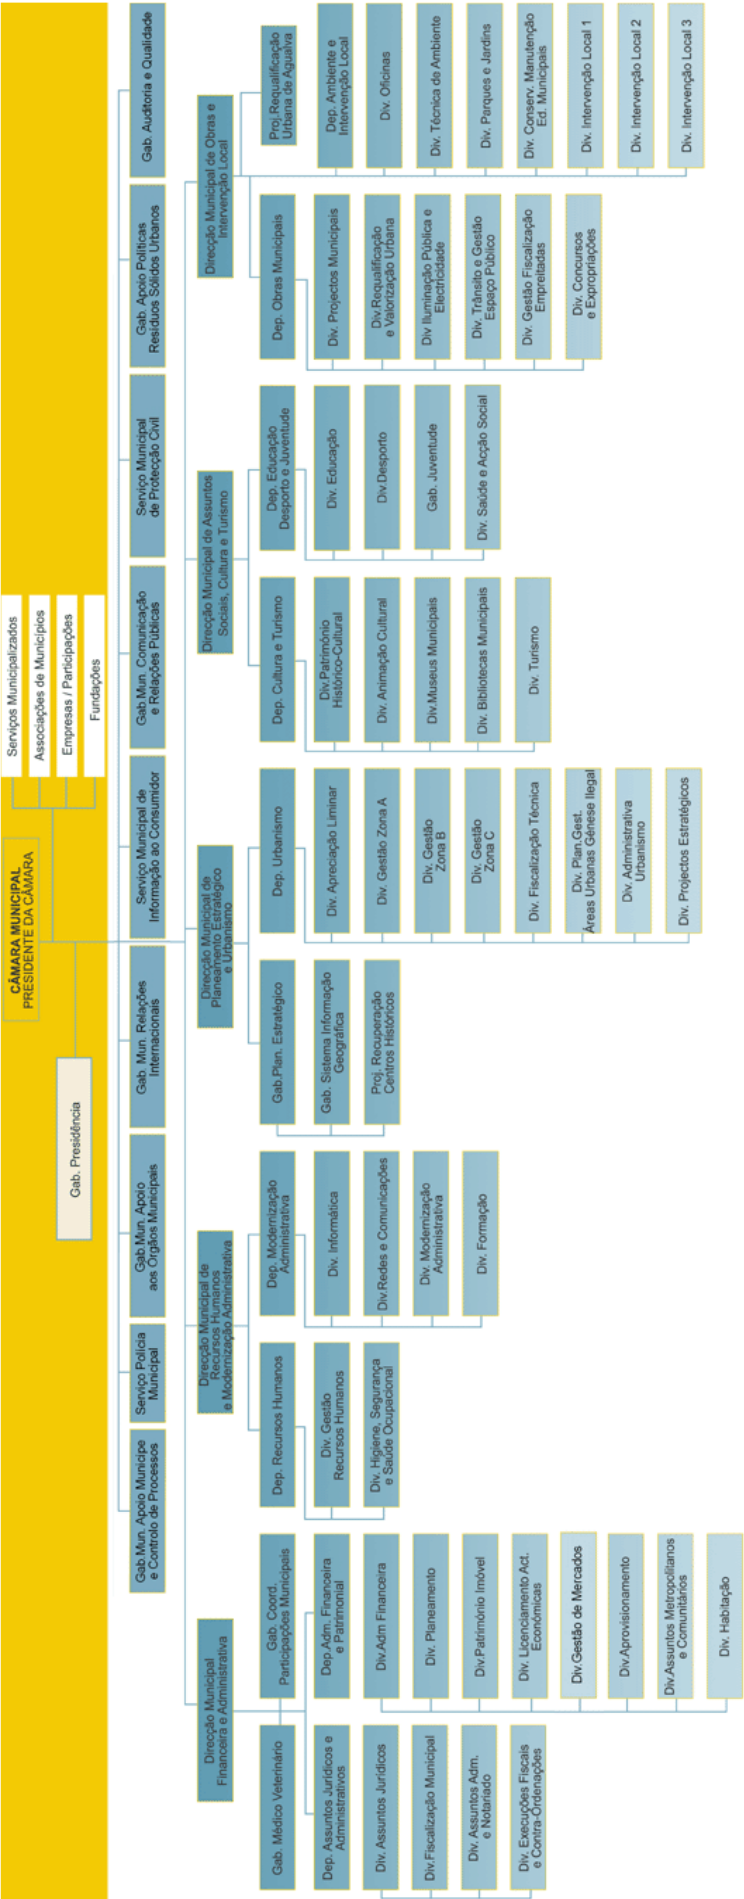 CÂMARA MUNICIPAL
PRESIDENTE DA CÂMARA
Serviços Municipalizados
Associações de Municípios
Empresas / Participações
Fundações
Gab. Presidência
Gab.Mun. Apoio Munícipe
e Controlo de Processos
Serviço Polícia
Municipal
Gab.Mun. Apoio
aos Órgãos Municipais
Gab. Mun. Relações
Internacionais
Serviço Municipal de
Informação ao Consumidor
Gab.Mun. Comunicação
e Relações Públicas
Serviço Municipal
de Protecção Civil
Gab. Apoio Políticas
Resíduos Sólidos Urbanos
Gab. Auditoria e Qualidade
Direcção Municipal
Financeira e Administrativa
Gab. Médico Veterinário
Gab. Coord.
Participações Municipais
Dep. Assuntos Jurídicos e
Administrativos
Div. Assuntos Jurídicos
Div.Fiscalização Municipal
Div. Assuntos Adm.
e Notariado
Div. Execuções Fiscais
e Contra-Ordenações
Dep.Adm. Financeira
e Patrimonial
Div.Adm Financeira
Div. Planeamento
Div.Património Imóvel
Div. Licenciamento Act.
Económicas
Div.Gestão de Mercados
Div.Aprovisionamento
Div.Assuntos Metropolitanos
e Comunitários
Div. Habitação
Direcção Municipal de
Recursos Humanos
e Modernização Administrativa
Dep. Recursos Humanos
Div. Gestão
Recursos Humanos
Div. Higiene, Segurança
e Saúde Ocupacional
Dep. Modernização
Administrativa
Div. Informática
Div.Redes e Comunicações
Div. Modernização
Administrativa
Div. Formação
Direcção Municipal de
Planeamento Estratégico
e Urbanismo
Gab.Plan. Estratégico
Gab. Sistema Informação
Geográfica
Proj. Recuperação
Centros Históricos
Dep. Urbanismo
Div. Apreciação Liminar
Div. Gestão Zona A
Div. Gestão
Zona B
Div. Gestão
Zona C
Div. Fiscalização Técnica
Div. Plan.Gest.
Áreas Urbanas Génese Ilegal
Div. Administrativa
Urbanismo
Div. Projectos Estratégicos
Direcção Municipal de Assuntos
Sociais, Cultura e Turismo
Dep. Cultura e Turismo
Div.Património
Histórico-Cultural
Div. Animação Cultural
Div.Museus Municipais
Div. Bibliotecas Municipais
Div. Turismo
Dep. Educação
Desporto e Juventude
Div. Educação
Div.Desporto
Gab. Juventude
Div. Saúde e Acção Social
Direcção Municipal de Obras e
Intervenção Local
Dep. Obras Municipais
Div. Projectos Municipais
Div.Requalificação
e Valorização Urbana
Div Iluminação Pública e
Electricidade
Div. Trânsito e Gestão
Espaço Público
Div. Gestão Fiscalização
Empreitadas
Div. Concursos
e Expropriações
Proj.Requalificação
Urbana de Agualva
Dep. Ambiente e
Intervenção Local
Div. Oficinas
Div. Técnica de Ambiente
Div. Parques e Jardins
Div. Conserv. Manutenção
Ed. Municipais
Div. Intervenção Local 1
Div. Intervenção Local 2
Div. Intervenção Local 3